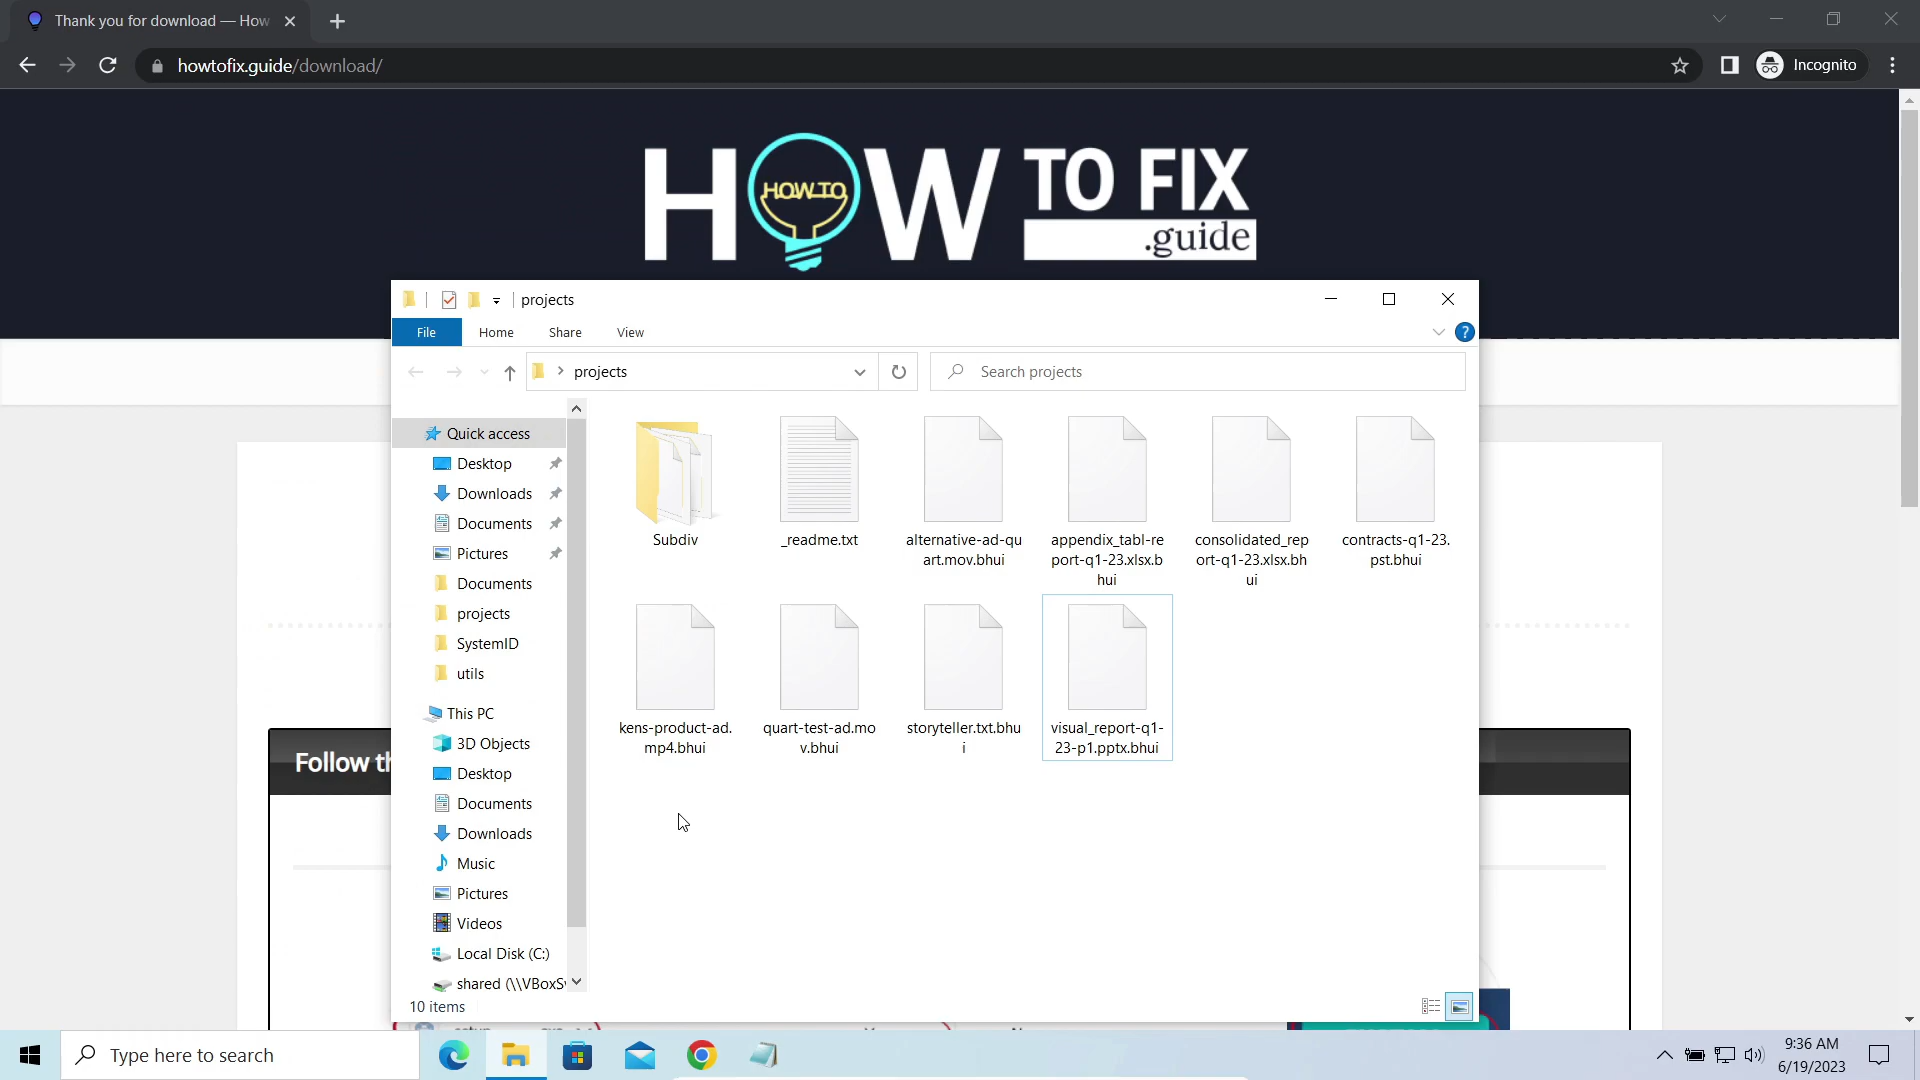 Thank you for download — How
howtofix.guide/download/
Incognito
HOW TO FIX
HOW TO
.guide
projects
File
Home
Share
View
projects
Search projects
Quick access
Desktop
Downloads
Documents
Pictures
Documents
projects
SystemID
utils
This PC
3D Objects
Desktop
Documents
Downloads
Music
Pictures
Videos
Local Disk (C:)
shared (\\VBoxSv
Subdiv
_readme.txt
alternative-ad-qu
art.mov.bhui
appendix_tabl-re
port-q1-23.xlsx.b
hui
consolidated_rep
ort-q1-23.xlsx.bh
ui
contracts-q1-23.
pst.bhui
kens-product-ad.
mp4.bhui
quart-test-ad.mo
v.bhui
storyteller.txt.bhu
i
visual_report-q1-
23-p1.pptx.bhui
10 items
Follow th
Type here to search
9:36 AM
6/19/2023